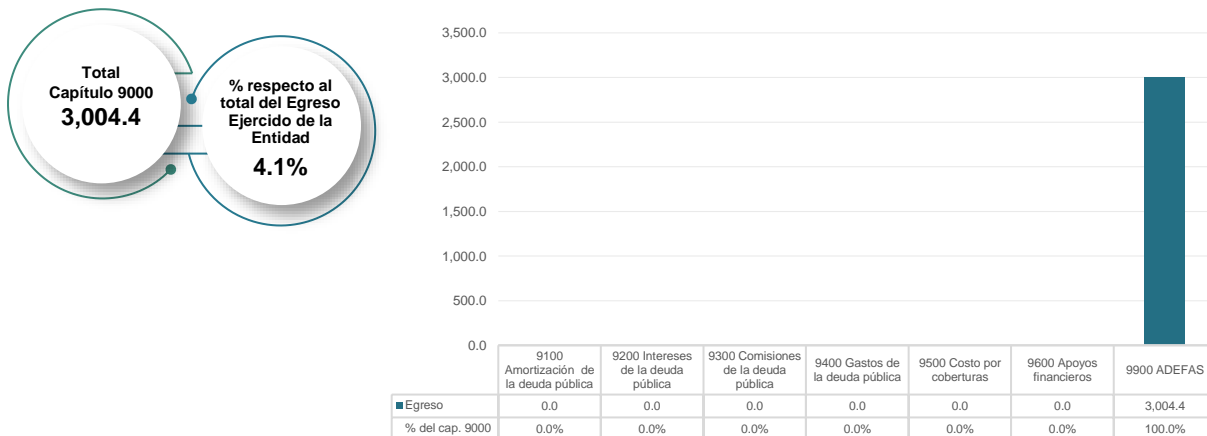 Total
Capítulo 9000
3,004.4
% respecto al
total del Egreso
Ejercido de la
Entidad
4.1%
3,500.0
3,000.0
2,500.0
2,000.0
1,500.0
1,000.0
500.0
0.0
9100
Amortización de
la deuda pública
9200 Intereses
de la deuda
pública
9300 Comisiones
de la deuda
pública
9400 Gastos de
la deuda pública
9500 Costo por
coberturas
9600 Apoyos
financieros
9900 ADEFAS
Egreso 0.0 0.0 0.0 0.0 0.0 0.0 3,004.4
% del cap. 9000 0.0% 0.0% 0.0% 0.0% 0.0% 0.0% 100.0%